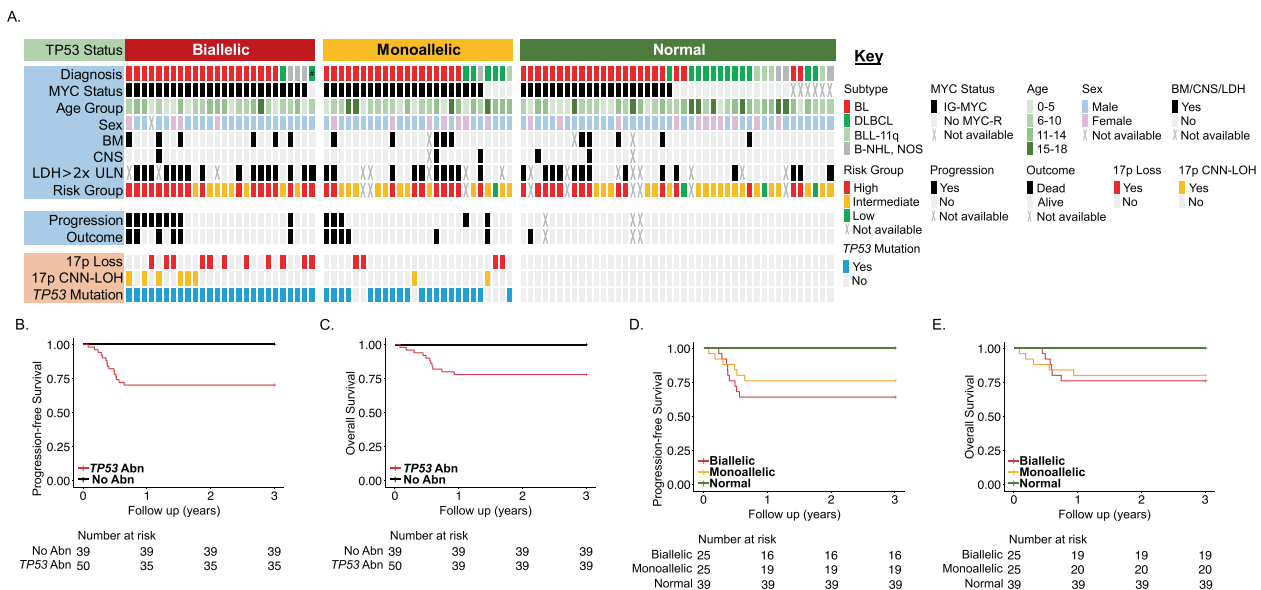 A.
TP53 Status
Biallelic
Monoallelic
Normal
Diagnosis
#
MYC Status
Age Group
Sex
BM
CNS
LDH>2x ULN
Risk Group
Progression
Outcome
17p Loss
17p CNN-LOH
TP53 Mutation
Key
Subtype
BL
DLBCL
BLL-11q
B-NHL, NOS
MYC Status
IG-MYC
No MYC-R
Not available
Age
0-5
6-10
11-14
15-18
Sex
Male
Female
Not available
BM/CNS/LDH
Yes
No
Not available
Risk Group
High
Intermediate
Low
Not available
Progression
Yes
No
Not available
Outcome
Dead
Alive
Not available
17p Loss
Yes
No
17p CNN-LOH
Yes
No
TP53 Mutation
Yes
No
B.
Progression-free Survival
1.00
0.75
0.50
0.25
0.00
TP53 Abn
No Abn
0 1 2 3
Follow up (years)
Number at risk
No Abn 39 39 39 39
TP53 Abn 50 35 35 35
C.
Overall Survival
1.00
0.75
0.50
0.25
0.00
TP53 Abn
No Abn
0 1 2 3
Follow up (years)
Number at risk
No Abn 39 39 39 39
TP53 Abn 50 39 39 39
D.
Progression-free Survival
1.00
0.75
0.50
0.25
0.00
Biallelic
Monoallelic
Normal
0 1 2 3
Follow up (years)
Number at risk
Biallelic 25 16 16 16
Monoallelic 25 19 19 19
Normal 39 39 39 39
E.
Overall Survival
1.00
0.75
0.50
0.25
0.00
Biallelic
Monoallelic
Normal
0 1 2 3
Follow up (years)
Number at risk
Biallelic 25 19 19 19
Monoallelic 25 20 20 20
Normal 39 39 39 39